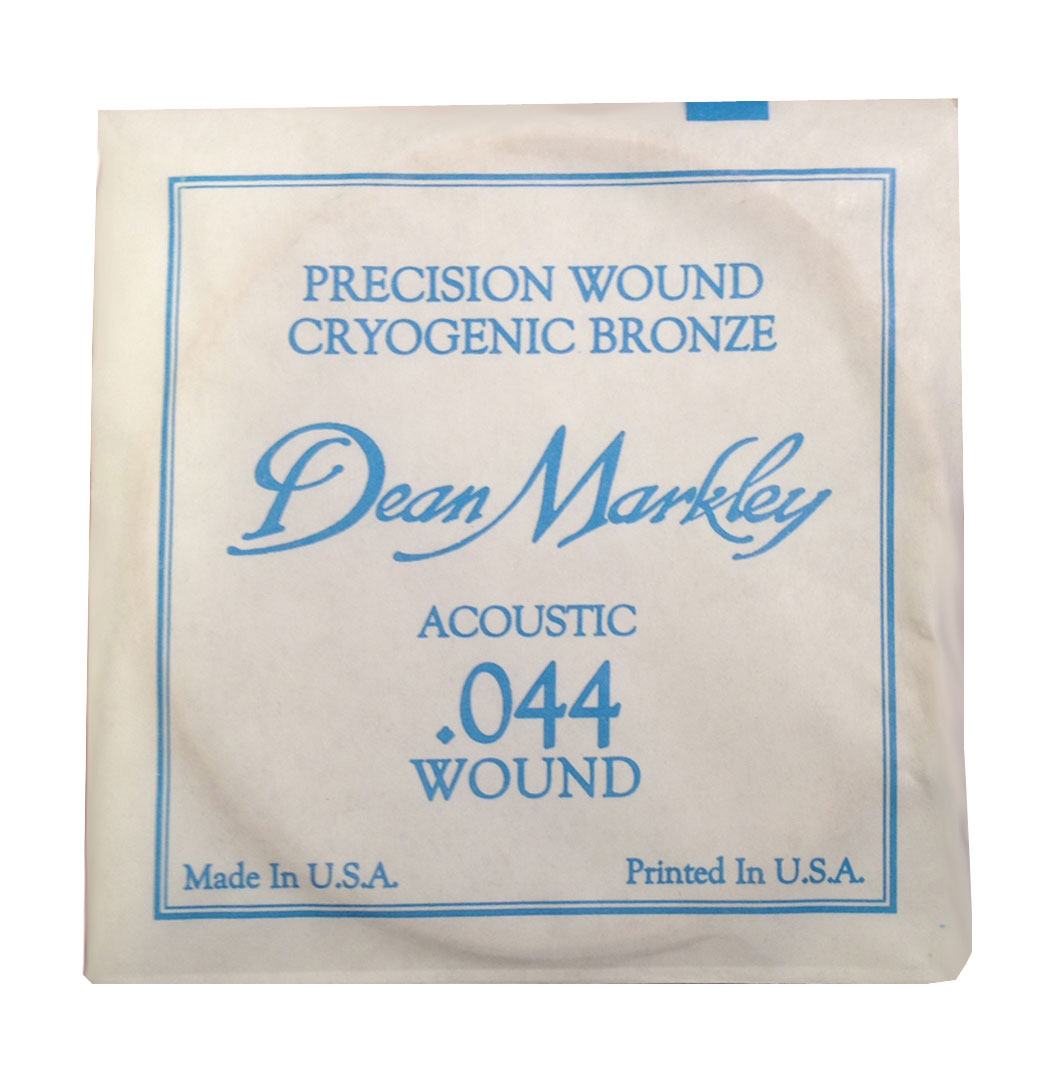 PRECISION WOUND
CRYOGENIC BRONZE
Dean Markley
ACOUSTIC
.044
WOUND
Made In U.S.A.
Printed In U.S.A.